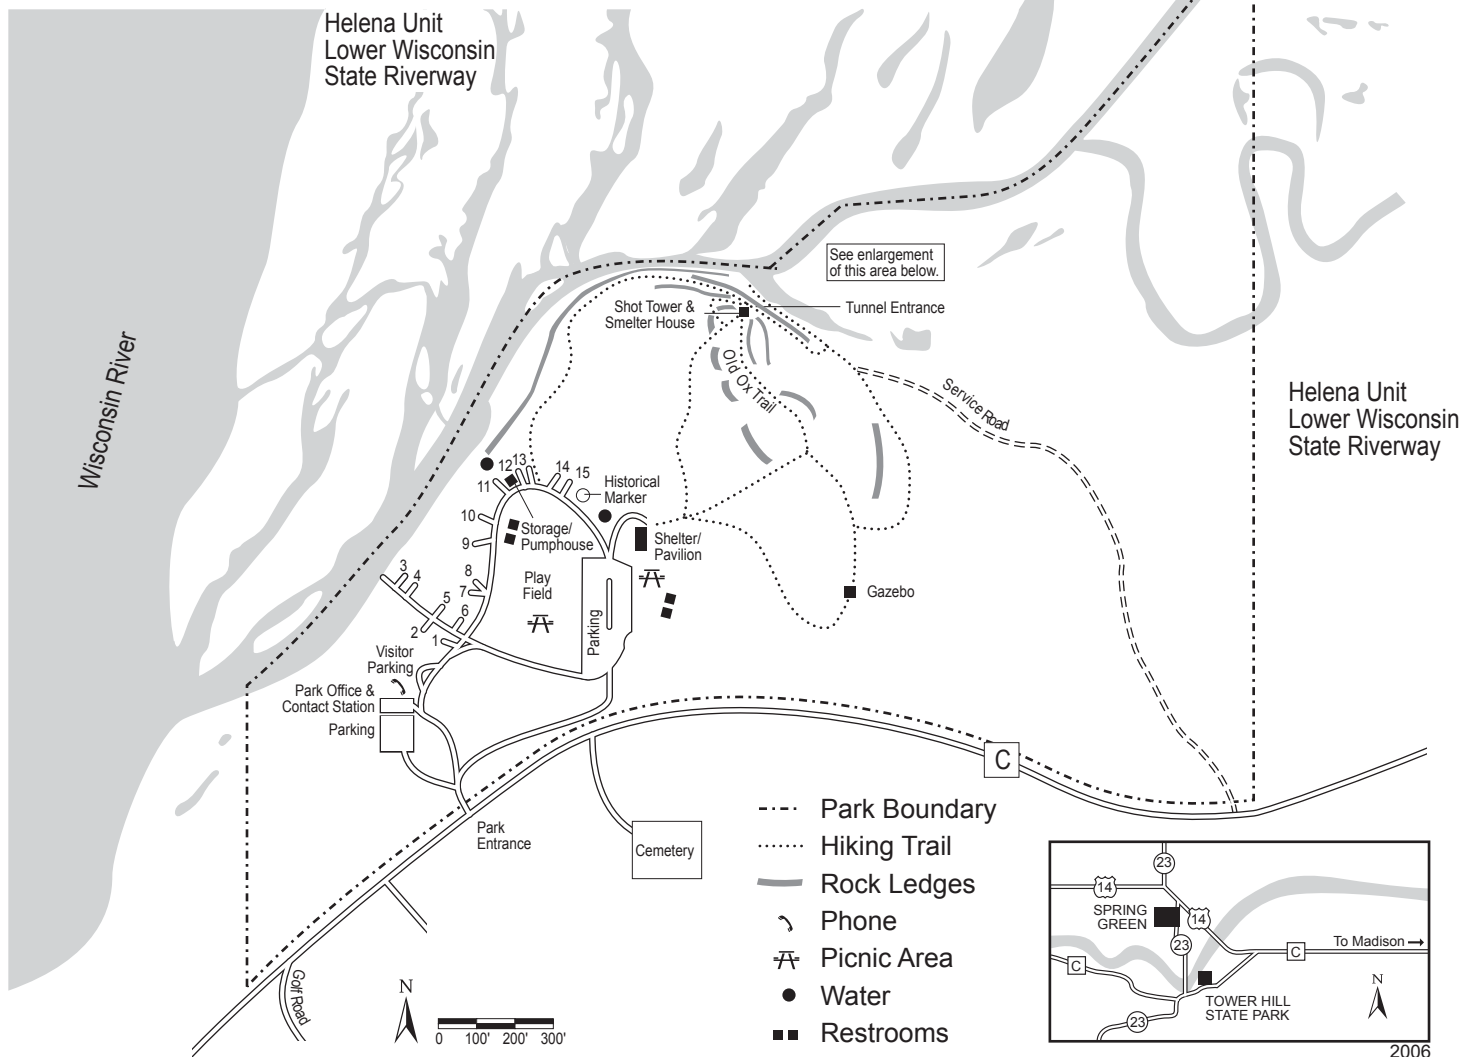 Helena Unit
Lower Wisconsin
State Riverway
See enlargement
of this area below.
Shot Tower &
Smelter House
Tunnel Entrance
Wisconsin River
Old Ox Trail
Service Road
Helena Unit
Lower Wisconsin
State Riverway
12
13
14
15
11
Historical
Marker
10
Storage/
Pumphouse
9
Shelter/
Pavilion
3
4
8
7
Play
Field
Gazebo
5
6
2
1
Parking
Visitor
Parking
Park Office &
Contact Station
Parking
C
Park
Entrance
Cemetery
Golf Road
N
0 100' 200' 300'
Park Boundary
Hiking Trail
Rock Ledges
Phone
Picnic Area
Water
Restrooms
23
14
SPRING
GREEN
14
23
To Madison
C
C
N
TOWER HILL
STATE PARK
23
2006